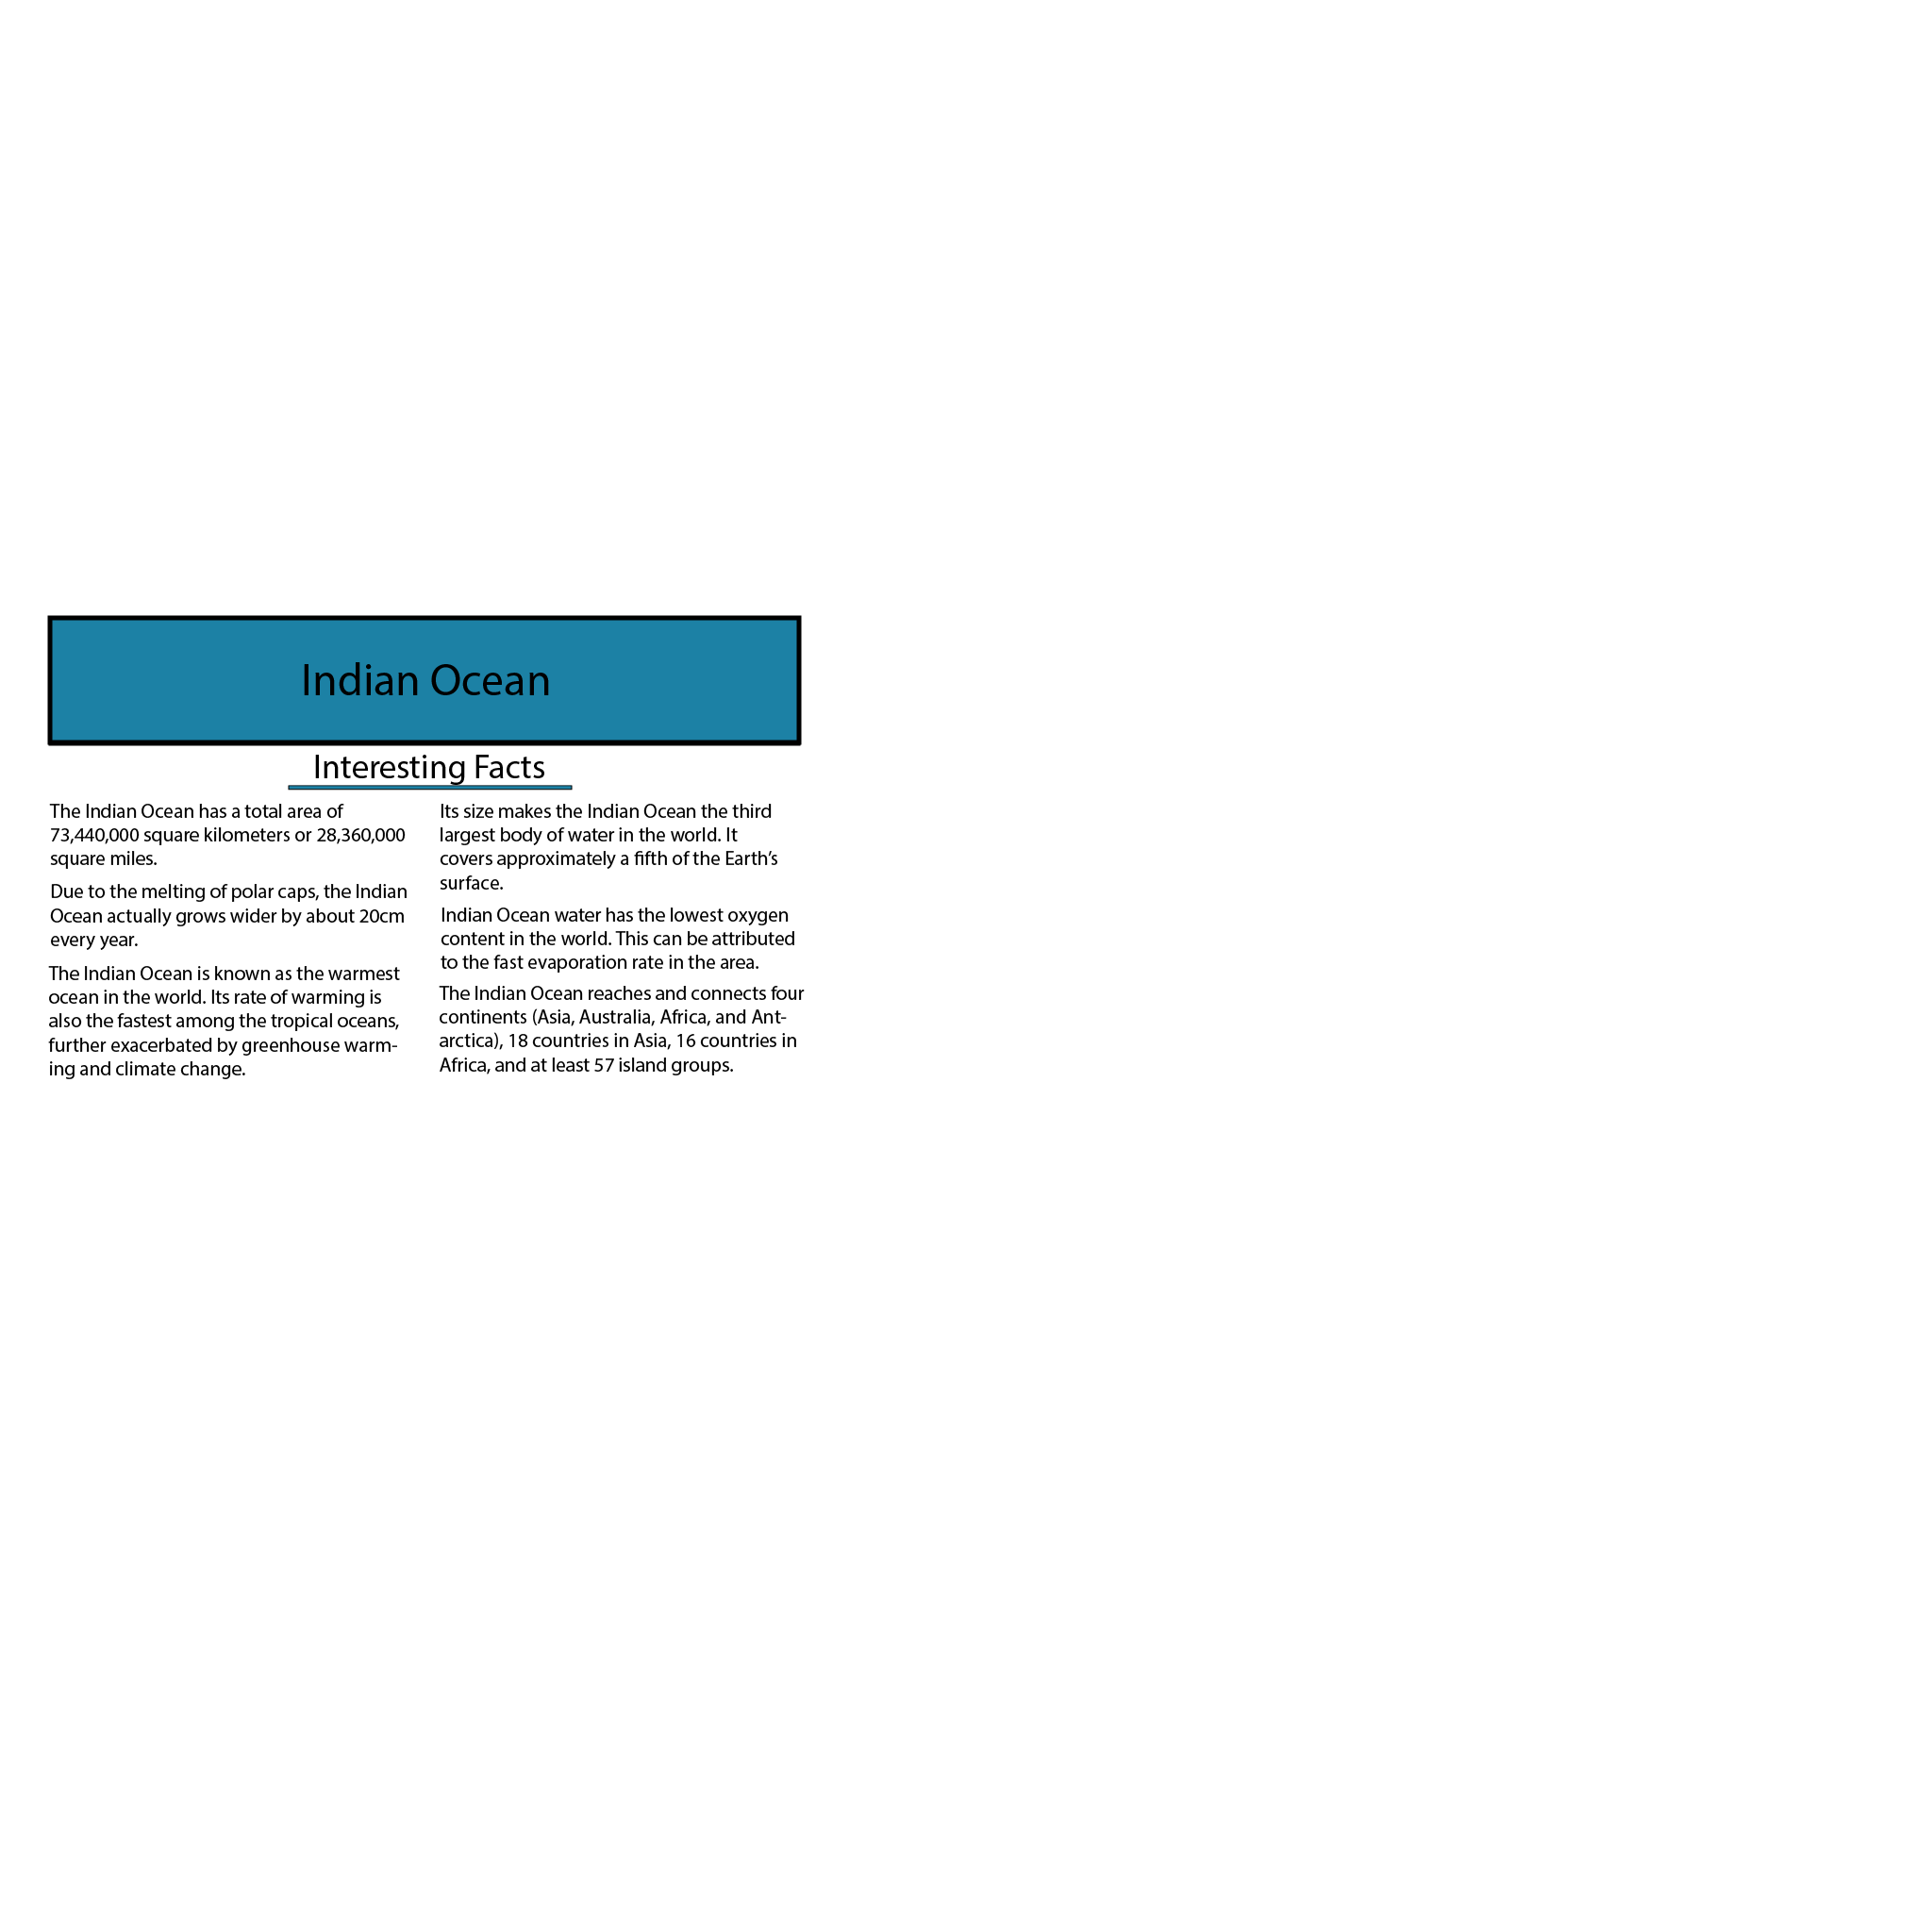 Indian Ocean
Interesting Facts
The Indian Ocean has a total area of
73,440,000 square kilometers or 28,360,000
square miles.
Due to the melting of polar caps, the Indian
Ocean actually grows wider by about 20cm
every year.
The Indian Ocean is known as the warmest
ocean in the world. Its rate of warming is
also the fastest among the tropical oceans,
further exacerbated by greenhouse warm-
ing and climate change.
Its size makes the Indian Ocean the third
largest body of water in the world. It
covers approximately a fifth of the Earth's
surface.
Indian Ocean water has the lowest oxygen
content in the world. This can be attributed
to the fast evaporation rate in the area.
The Indian Ocean reaches and connects four
continents (Asia, Australia, Africa, and Ant-
arctica), 18 countries in Asia, 16 countries in
Africa, and at least 57 island groups.